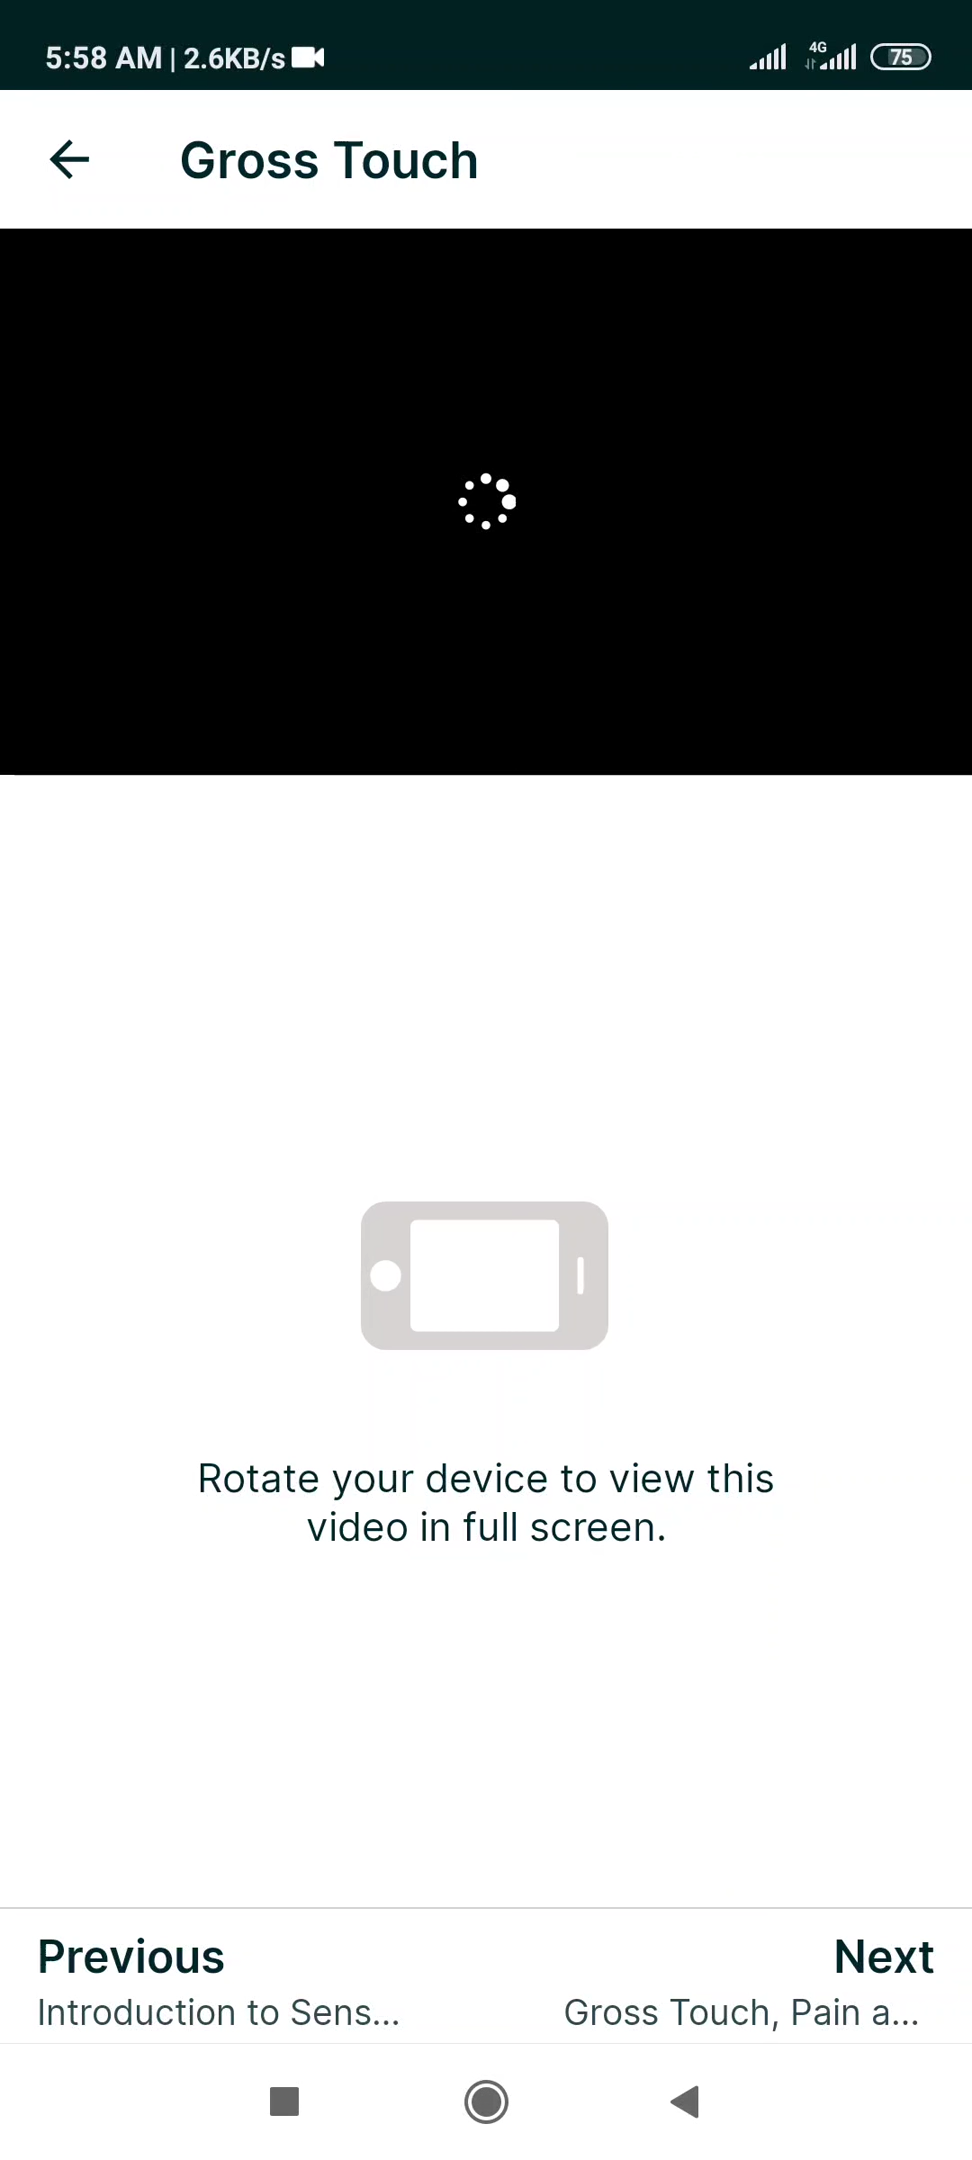 5:58 AM | 2.6KB/s 4G 75
Gross Touch
Rotate your device to view this
video in full screen.
Previous Next
Introduction to Sens... Gross Touch, Pain a...